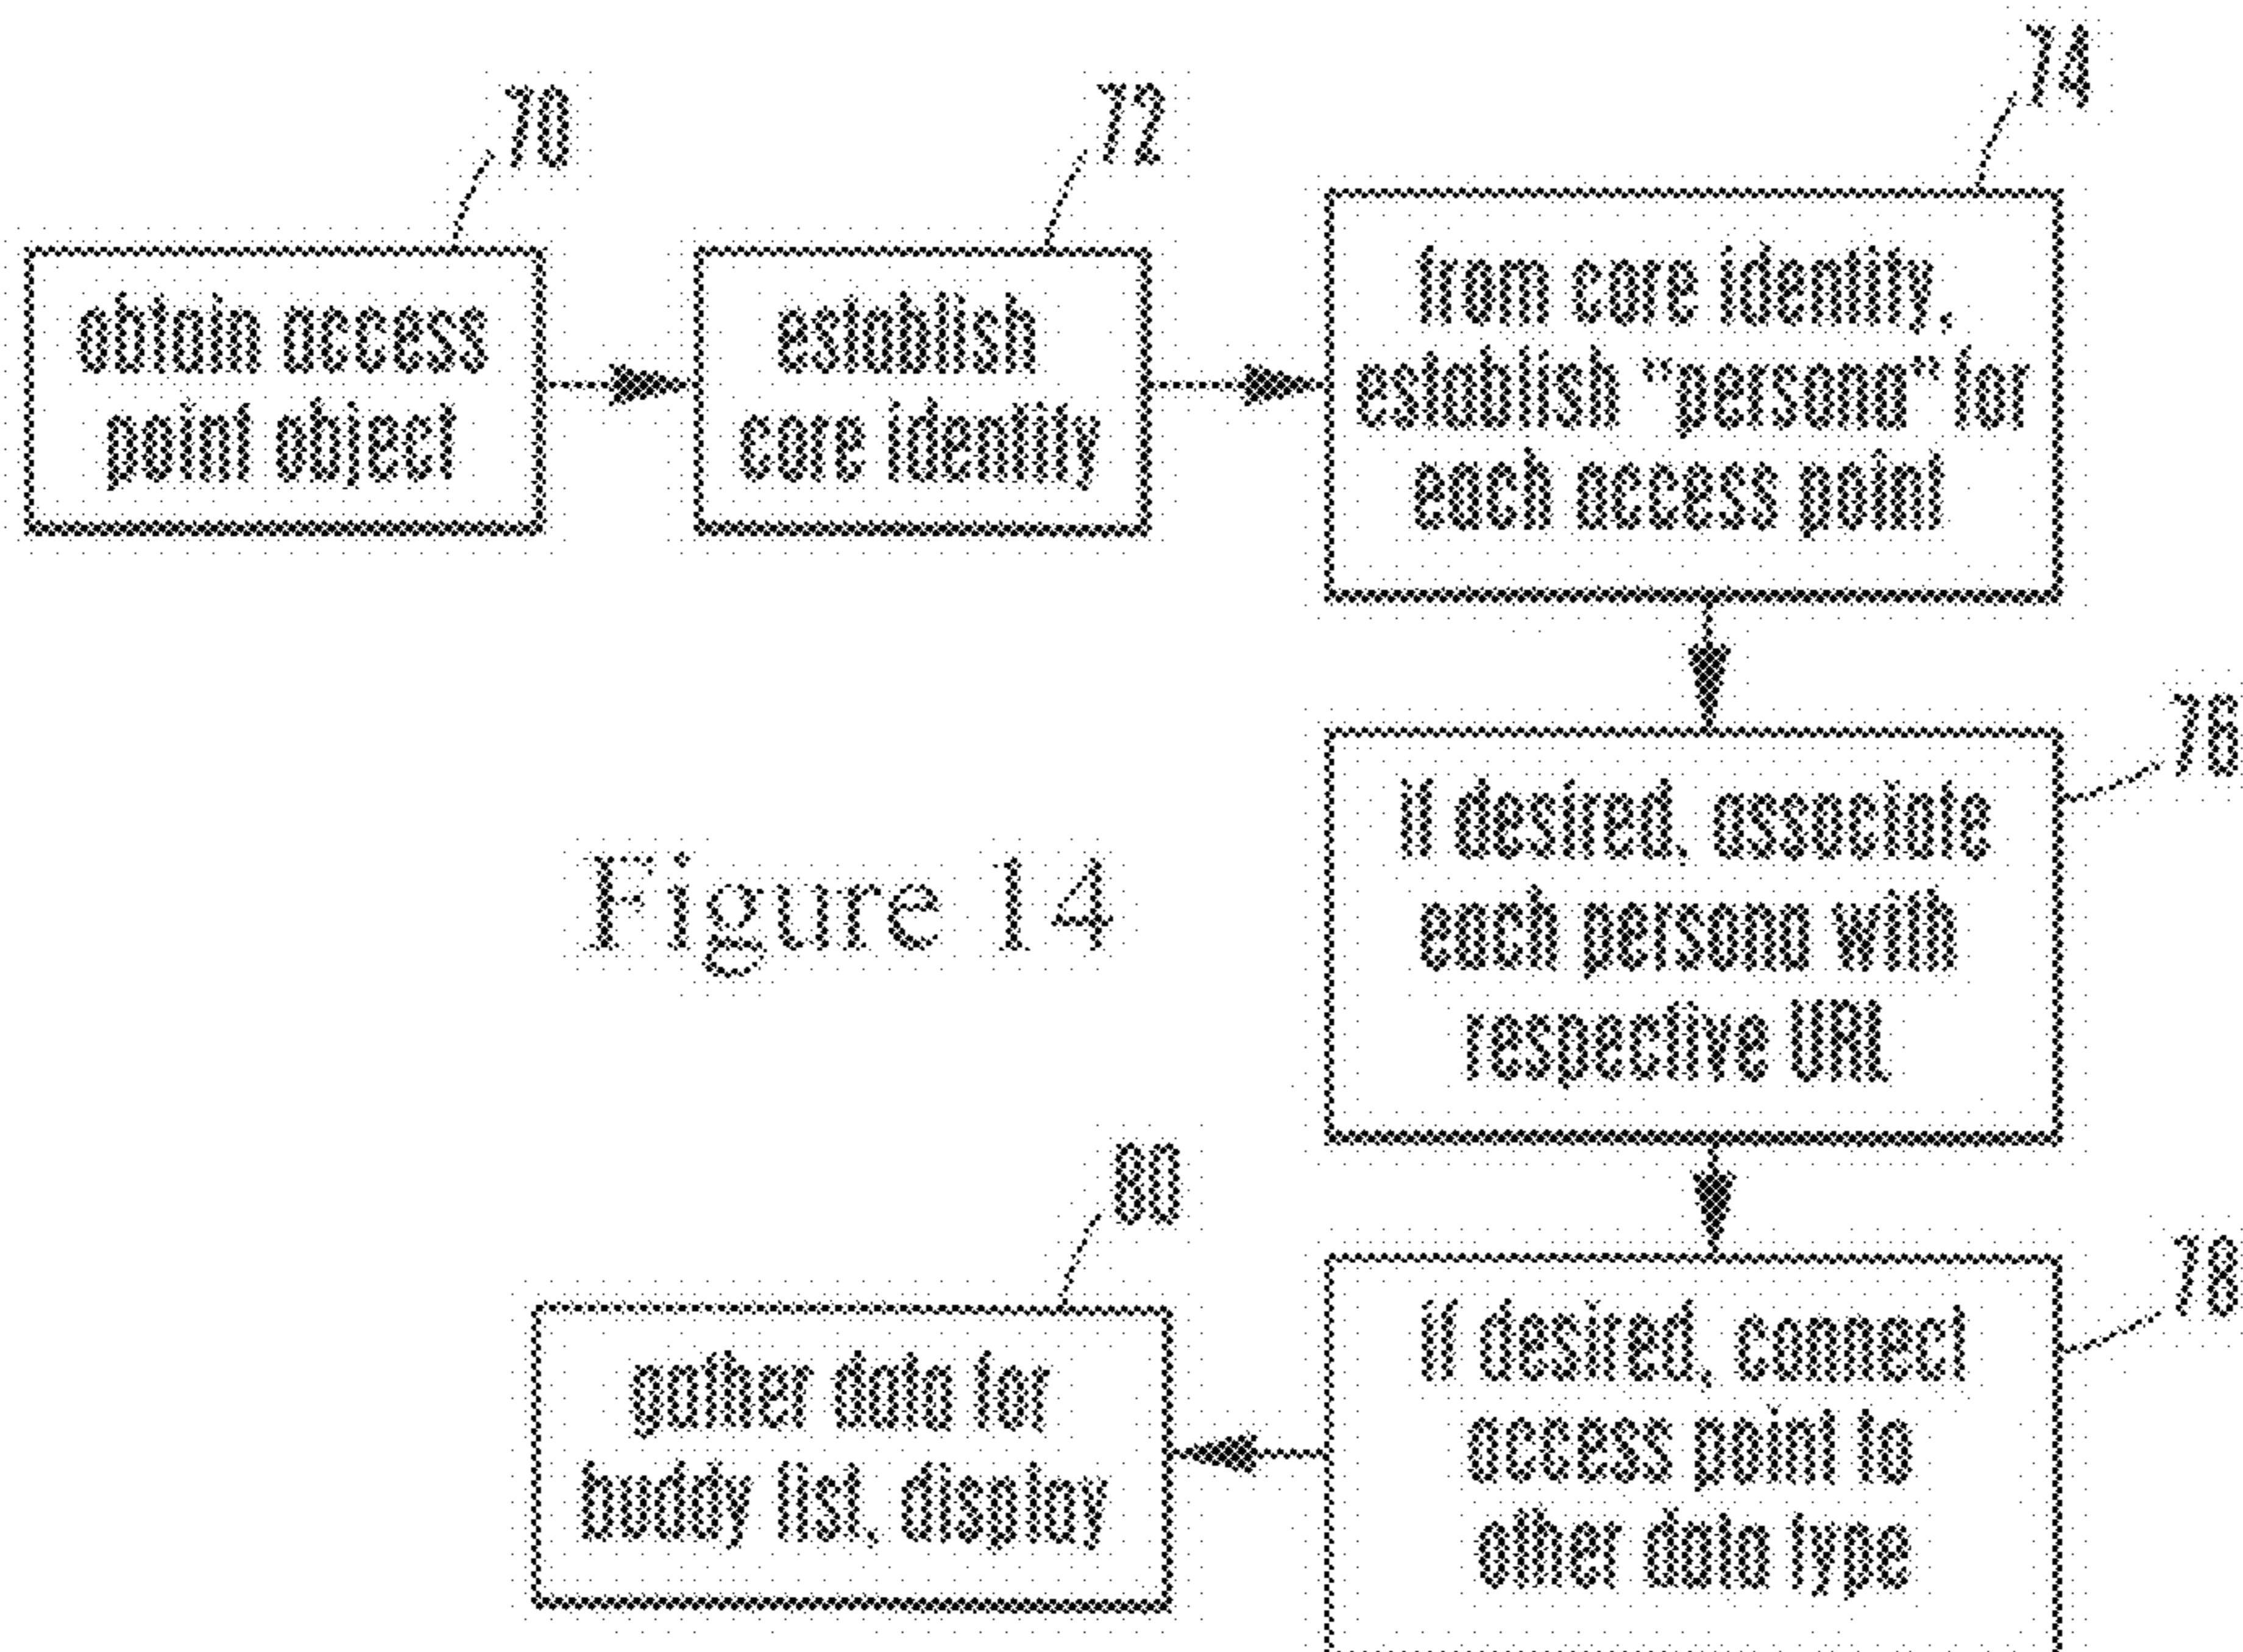 70
obtain access
point object
72
establish
core identity
74
from core identity,
establish "persona" for
each access point
76
if desired, associate
each persona with
respective URL
78
if desired, connect
access point to
other data type
80
gather data for
buddy list, display
Figure 14